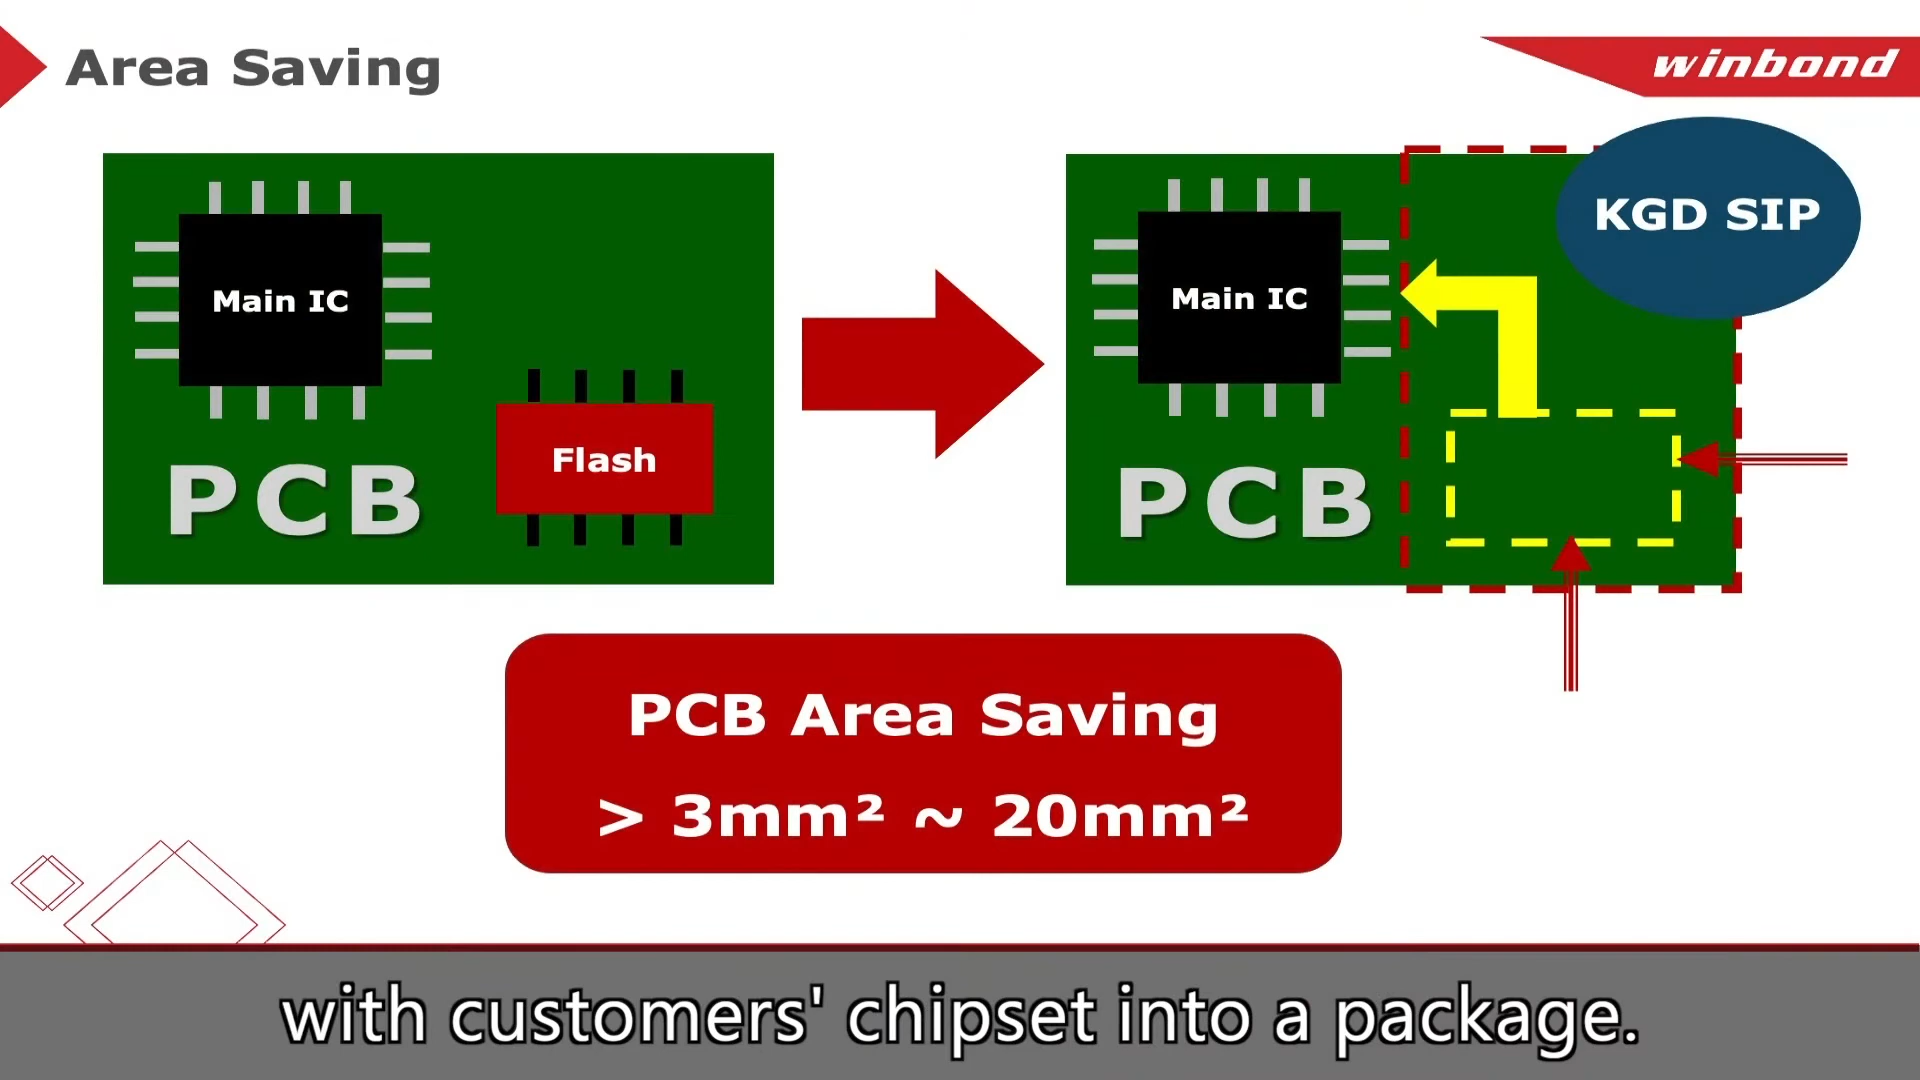 Area Saving
winbond
KGD SIP
Main IC
Main IC
Flash
PCB
PCB
PCB Area Saving
> 3mm² ~ 20mm²
with customers' chipset into a package.